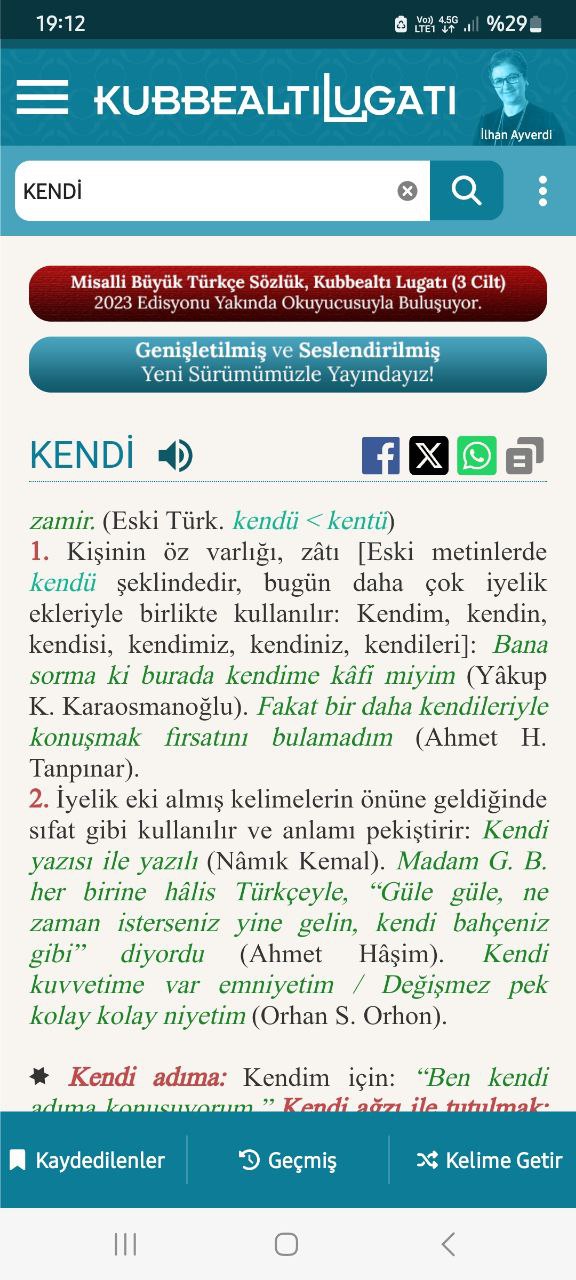 19:12
Vo)) LTE1 4.5G %29
KUBBEALTI LUGATI
İlhan Ayverdi
KENDİ
Misalli Büyük Türkçe Sözlük, Kubbealtı Lugatı (3 Cilt)
2023 Edisyonu Yakında Okuyucusuyla Buluşuyor.
Genişletilmiş ve Seslendirilmiş
Yeni Sürümümüzle Yayındayız!
KENDİ
zamir. (Eski Türk. kendü < kentü)
1. Kişinin öz varlığı, zâtı [Eski metinlerde
kendü şeklindedir, bugün daha çok iyelik
ekleriyle birlikte kullanılır: Kendim, kendin,
kendisi, kendimiz, kendiniz, kendileri]: Bana
sorma ki burada kendime kâfi miyim (Yâkup
K. Karaosmanoğlu). Fakat bir daha kendileriyle
konuşmak fırsatını bulamadım (Ahmet H.
Tanpınar).
2. İyelik eki almış kelimelerin önüne geldiğinde
sıfat gibi kullanılır ve anlamı pekiştirir: Kendi
yazısı ile yazılı (Nâmık Kemal). Madam G. B.
her birine hâlis Türkçeyle, “Güle güle, ne
zaman isterseniz yine gelin, kendi bahçeniz
gibi” diyordu (Ahmet Hâşim). Kendi
kuvvetime var emniyetim / Değişmez pek
kolay kolay niyetim (Orhan S. Orhon).
✸ Kendi adıma: Kendim için: “Ben kendi
adıma konuşuyorum.” Kendi ağzı ile tutulmak:
Kaydedilenler
Geçmiş
Kelime Getir